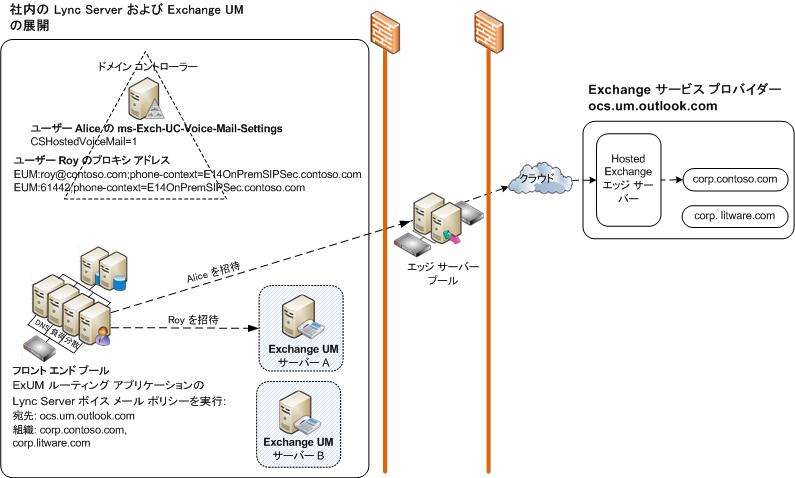 社内の Lync Server および Exchange UM
の展開
ドメイン コントローラー
ユーザー Alice の ms-Exch-UC-Voice-Mail-Settings
CSHostedVoiceMail=1
ユーザー Roy のプロキシ アドレス
EUM:roy@contoso.com;phone-context=E14OnPremSIPSec.contoso.com
EUM:61442;phone-context=E14OnPremSIPSec.contoso.com
Alice を招待
Roy を招待
DNS 負荷分散
フロント エンド プール
ExUM ルーティング アプリケーションの
Lync Server ボイス メール ポリシーを実行:
宛先: ocs.um.outlook.com
組織: corp.contoso.com,
corp.litware.com
Exchange UM
サーバー A
Exchange UM
サーバー B
エッジ サーバー
プール
クラウド
Exchange サービス プロバイダー
ocs.um.outlook.com
Hosted
Exchange
エッジ サー
バー
corp.contoso.com
corp. litware.com